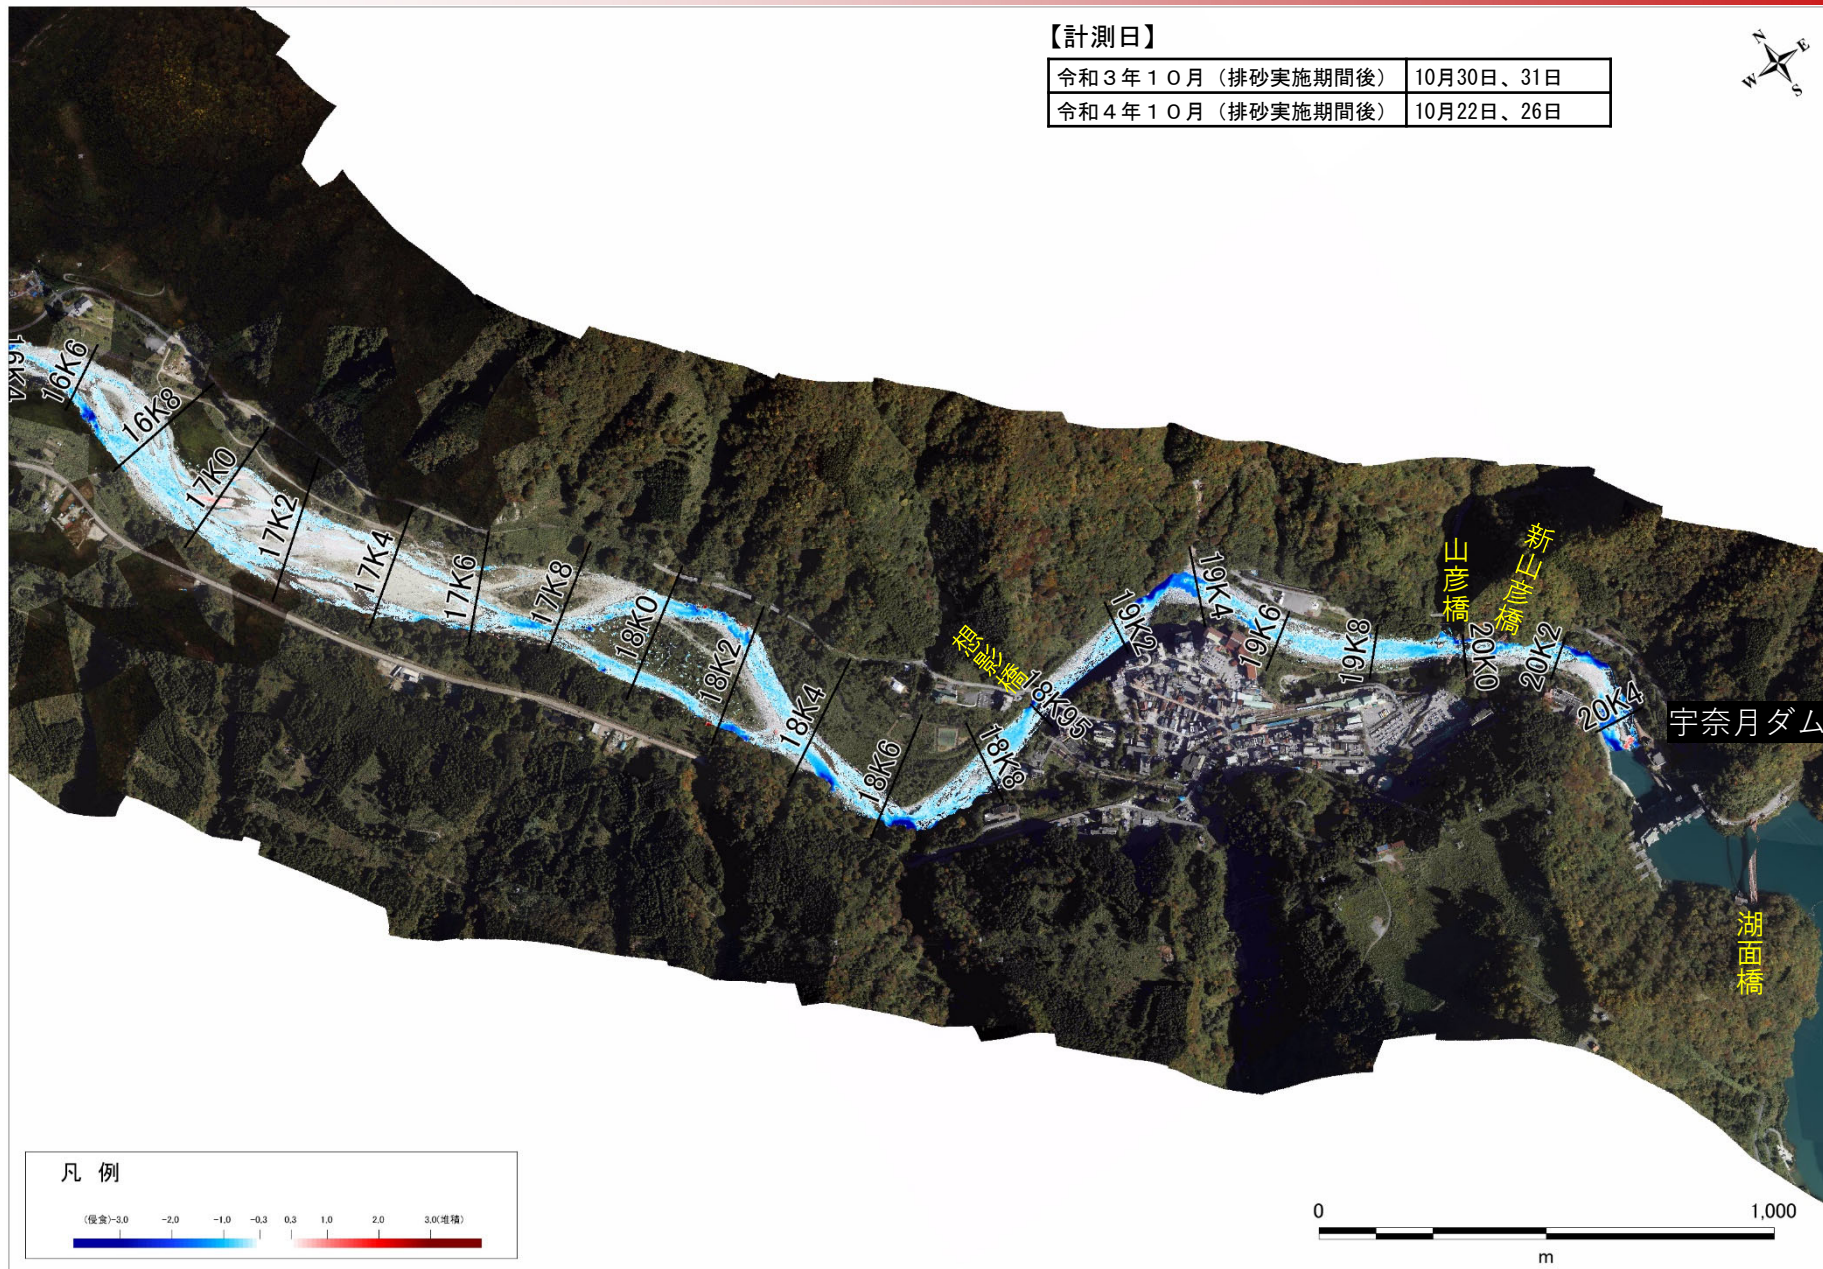 【計測日】
令和３年１０月（排砂実施期間後） 10月30日、31日
令和４年１０月（排砂実施期間後） 10月22日、26日
N
E
W
S
16K4
16K6
16K8
17K0
17K2
17K4
17K6
17K8
18K0
18K2
18K4
18K6
18K8
想影橋
18K95
19K2
19K4
19K6
19K8
山彦橋
20K0
新山彦橋
20K2
20K4
宇奈月ダム
湖面橋
凡 例
(侵食)-3.0 -2.0 -1.0 -0.3 0.3 1.0 2.0 3.0(堆積)
0 1,000
m